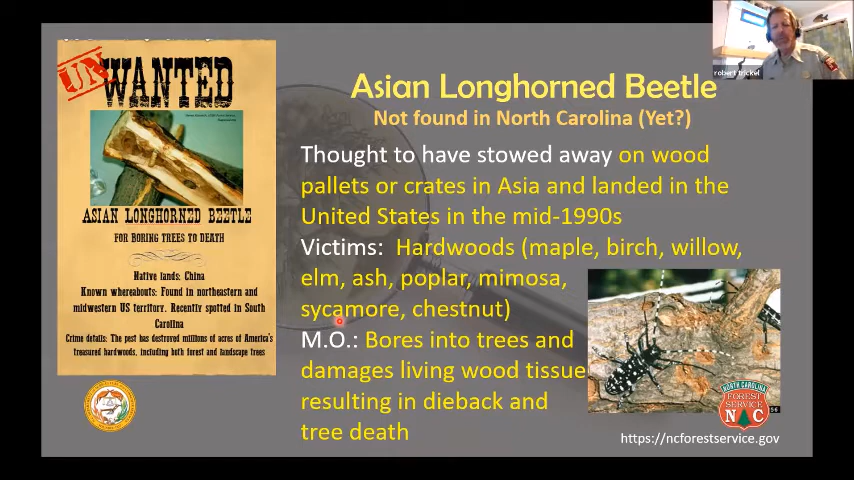 robert trickel
UN
WANTED
ASIAN LONGHORNED BEETLE
FOR BORING TREES TO DEATH
Native lands: China
Known whereabouts: Found in northeastern and
midwestern US territory. Recently spotted in South
Carolina
Crime details: The pest has destroyed millions of acres of America's
treasured hardwoods, including both forest and landscape trees
Asian Longhorned Beetle
Not found in North Carolina (Yet?)
Thought to have stowed away on wood
pallets or crates in Asia and landed in the
United States in the mid-1990s
Victims: Hardwoods (maple, birch, willow,
elm, ash, poplar, mimosa,
sycamore, chestnut)
M.O.: Bores into trees and
damages living wood tissue
resulting in dieback and
tree death
NORTH CAROLINA
FOREST
SERVICE
N C
56
https://ncforestservice.gov